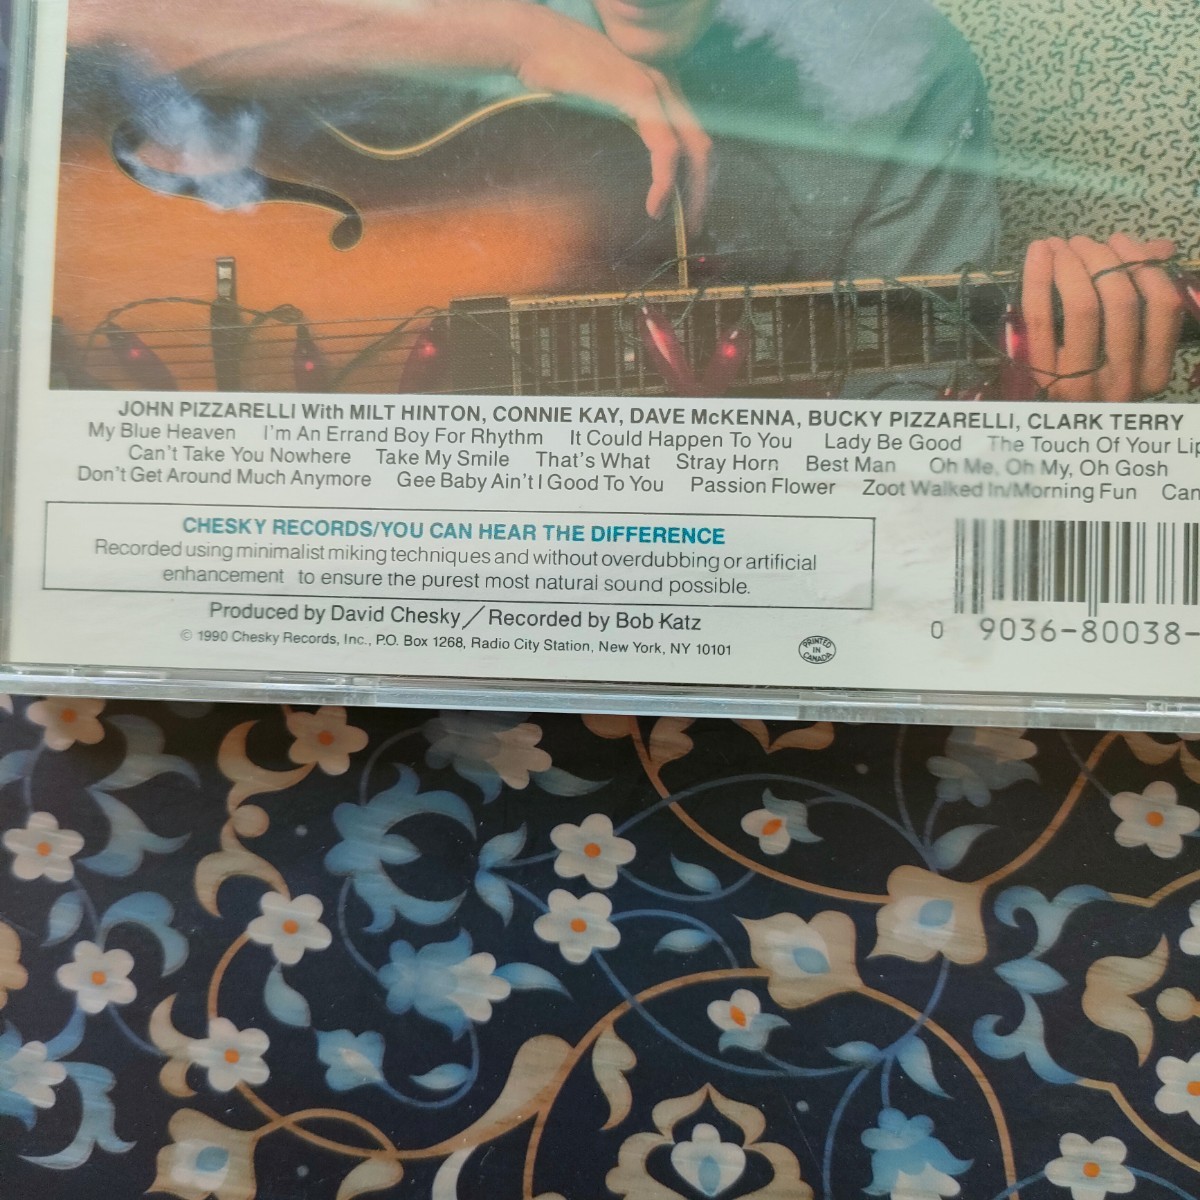 JOHN PIZZARELLI With MILT HINTON, CONNIE KAY, DAVE McKENNA, BUCKY PIZZARELLI, CLARK TERRY
My Blue Heaven I'm An Errand Boy For Rhythm It Could Happen To You Lady Be Good The Touch Of Your Lip
Can't Take You Nowhere Take My Smile That's What Stray Horn Best Man Oh Me, Oh My, Oh Gosh
Don't Get Around Much Anymore Gee Baby Ain't I Good To You Passion Flower Zoot Walked In/Morning Fun Can
CHESKY RECORDS/YOU CAN HEAR THE DIFFERENCE
Recorded using minimalist miking techniques and without overdubbing or artificial
enhancement to ensure the purest most natural sound possible.
Produced by David Chesky/Recorded by Bob Katz
© 1990 Chesky Records, Inc., P.O. Box 1268, Radio City Station, New York, NY 10101
PRINTED
IN
CANADA
0 9036-80038-